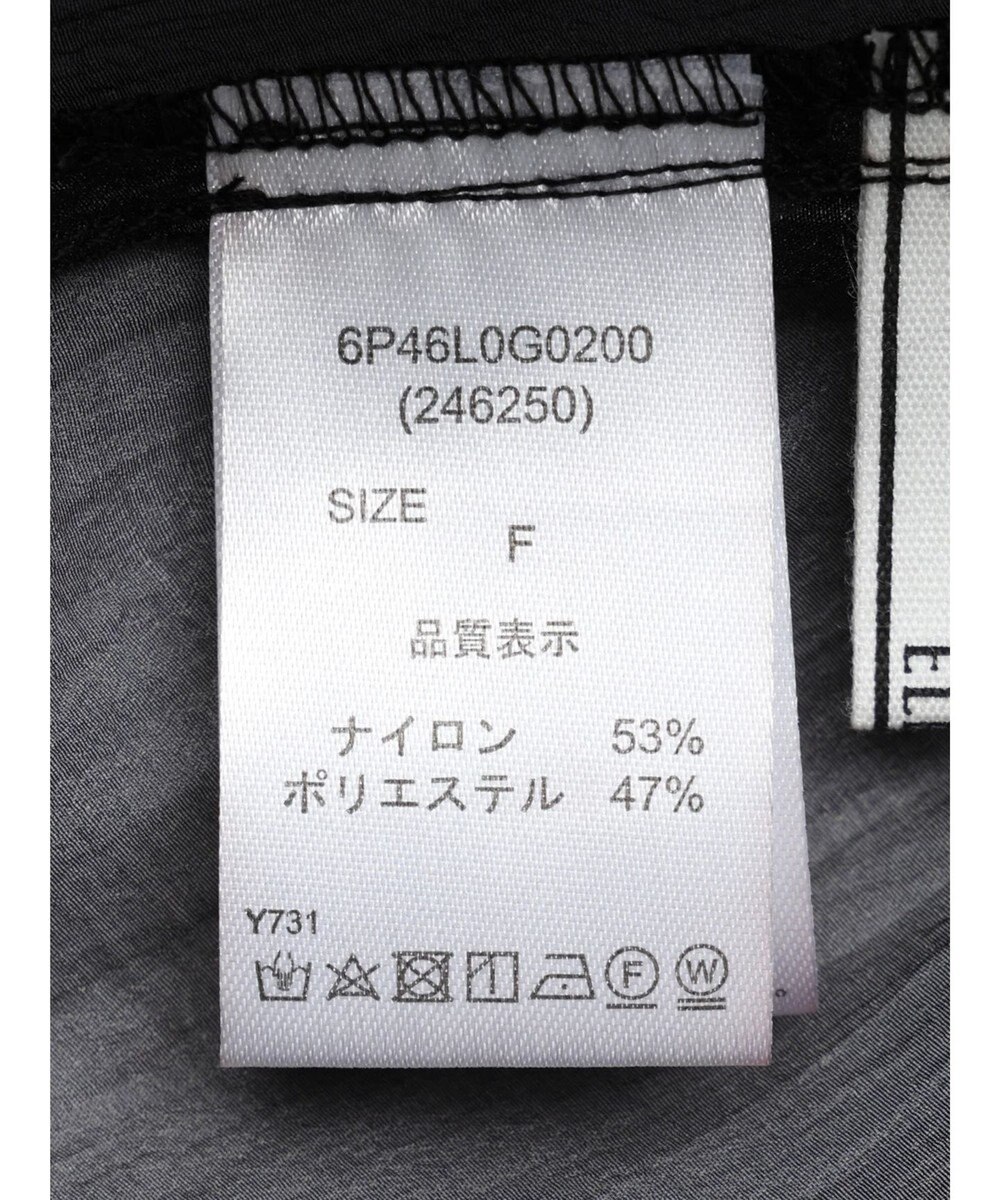 6P46L0G0200
(246250)
SIZE
F
品質表示
ナイロン 53%
ポリエステル 47%
Y731
F W